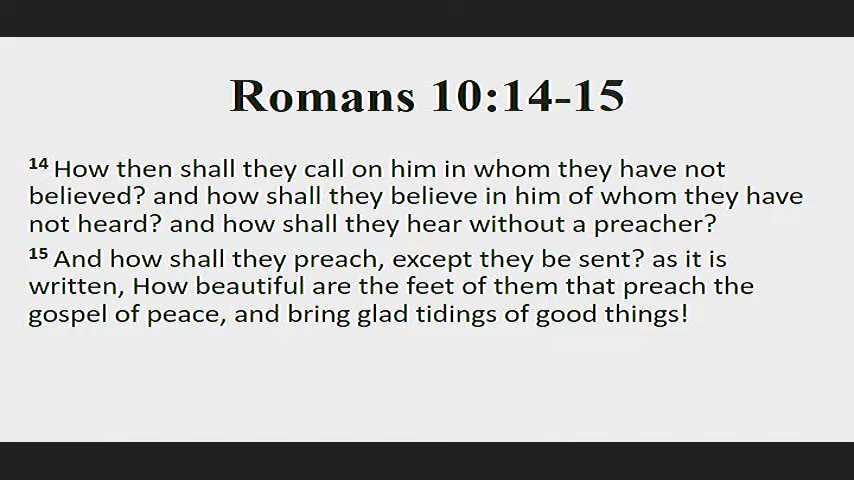 Romans 10:14-15
14 How then shall they call on him in whom they have not
believed? and how shall they believe in him of whom they have
not heard? and how shall they hear without a preacher?
15 And how shall they preach, except they be sent? as it is
written, How beautiful are the feet of them that preach the
gospel of peace, and bring glad tidings of good things!